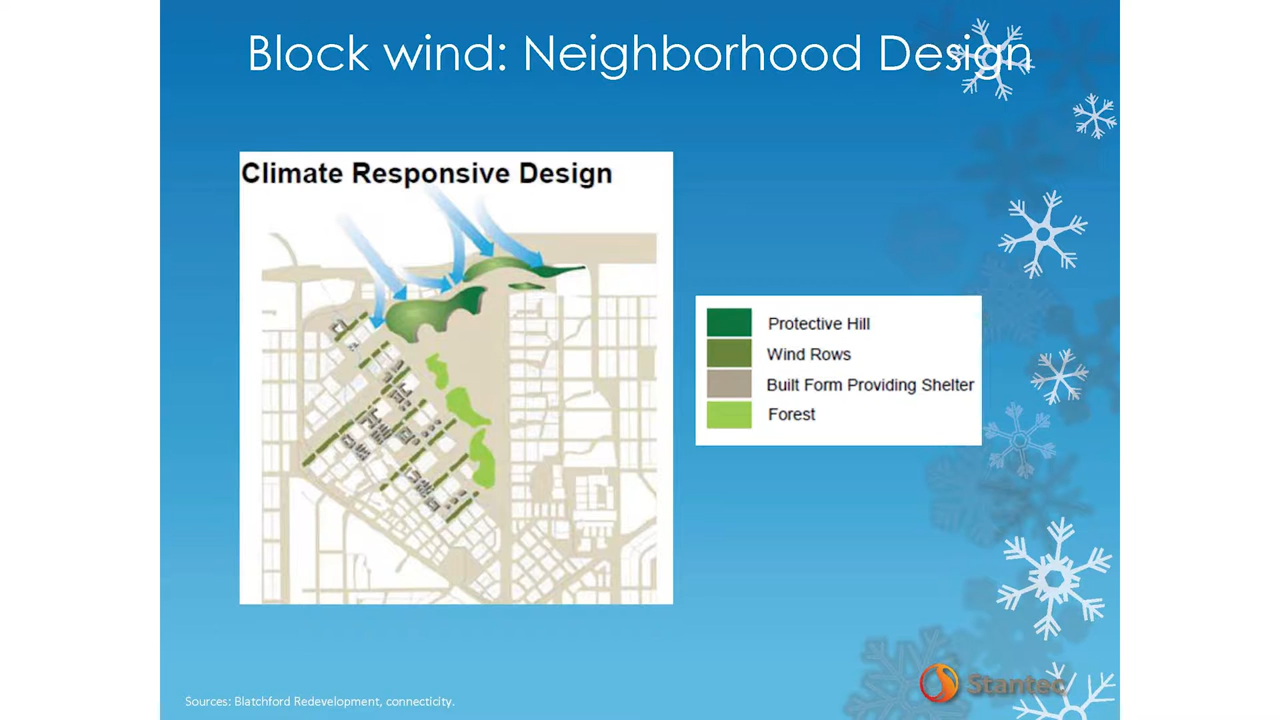 Block wind: Neighborhood Design
Climate Responsive Design
Protective Hill
Wind Rows
Built Form Providing Shelter
Forest
Sources: Blatchford Redevelopment, connecticity.
Stantec